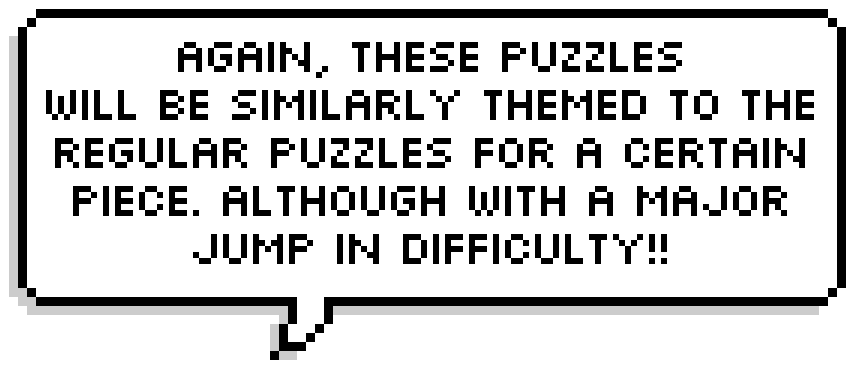 AGAIN, THESE PUZZLES
WILL BE SIMILARLY THEMED TO THE
REGULAR PUZZLES FOR A CERTAIN
PIECE. ALTHOUGH WITH A MAJOR
JUMP IN DIFFICULTY!!